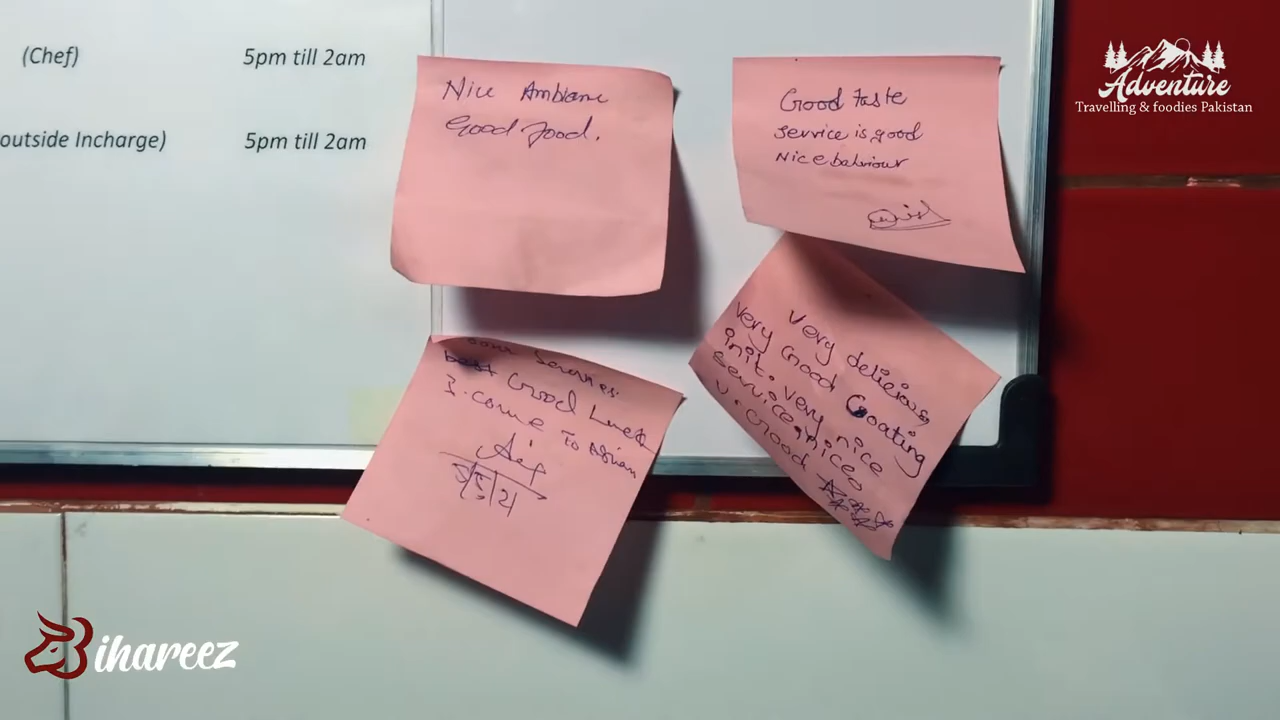 (Chef) 5pm till 2am
outside Incharge) 5pm till 2am
Adventure
Travelling & foodies Pakistan
Nice Ambiance
Good food.
Good taste
service is good
Nice behaviour
Good Luck
I. come To
Very delicious,
Very Good Coating
init. very nice
service, nice
V. Good
Bihareez